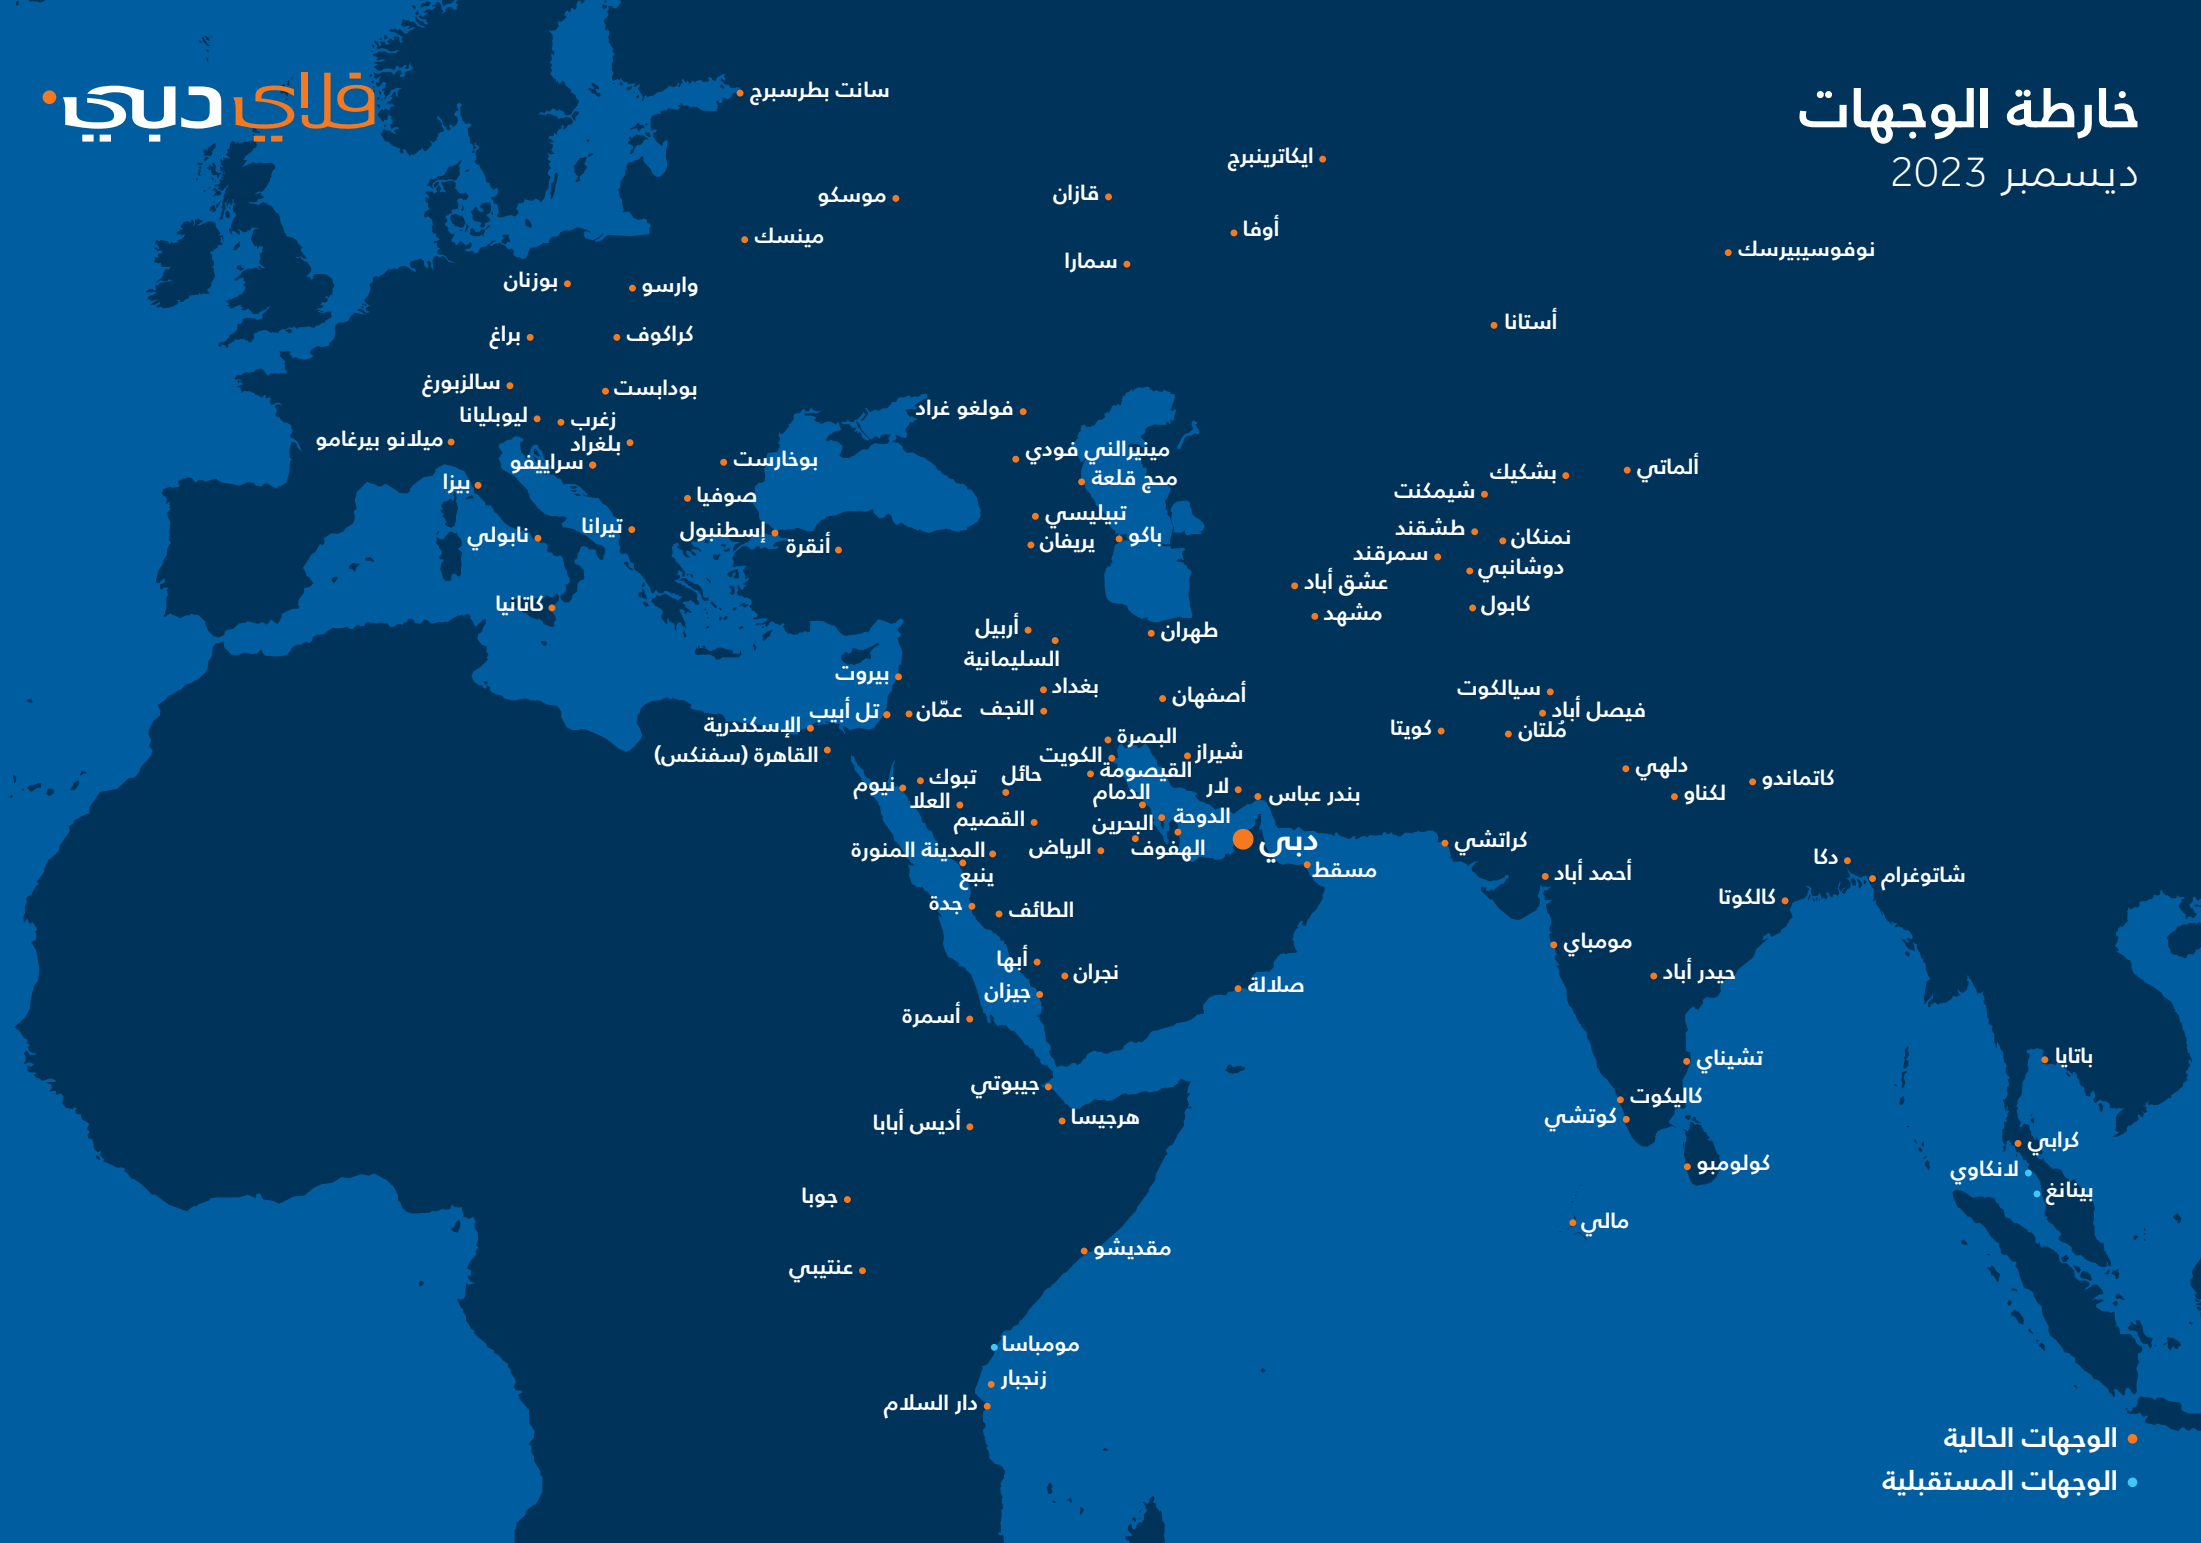 خارطة الوجهات
ديسمبر 2023
فلاي دبي
سانت بطرسبرج
ايكاترينبرج
قازان
موسكو
أوفا
مينسك
نوفوسيبيرسك
سمارا
بوزنان
وارسو
أستانا
براغ
كراكوف
سالزبورغ
بودابست
ليوبليانا
زغرب
فولغو غراد
ميلانو بيرغامو
بلغراد
سراييفو
بوخارست
مينيرالني فودي
محج قلعة
ألماتي
بشكيك
شيمكنت
بيزا
صوفيا
تبيليسي
نابولي
تيرانا
إسطنبول
أنقرة
يريفان
باكو
طشقند
نمنكان
سمرقند
دوشانبي
عشق أباد
كاتانيا
مشهد
كابول
أربيل
السليمانية
طهران
بيروت
بغداد
أصفهان
سيالكوت
تل أبيب
عمّان
النجف
فيصل أباد
الإسكندرية
كويتا
مُلتان
القاهرة (سفنكس)
البصرة
الكويت
شيراز
القيصومة
دلهي
نيوم
تبوك
حائل
الدمام
لار
بندر عباس
لكناو
كاتماندو
العلا
القصيم
البحرين
الدوحة
المدينة المنورة
الرياض
الهفوف
دبي
كراتشي
ينبع
مسقط
أحمد أباد
دكا
شاتوغرام
جدة
الطائف
كالكوتا
أبها
نجران
مومباي
جيزان
صلالة
حيدر أباد
أسمرة
تشيناي
باتايا
جيبوتي
كاليكوت
أديس أبابا
هرجيسا
كوتشي
كرابي
كولومبو
لانكاوي
جوبا
بينانغ
مالي
مقديشو
عنتيبي
مومباسا
زنجبار
دار السلام
الوجهات الحالية
الوجهات المستقبلية